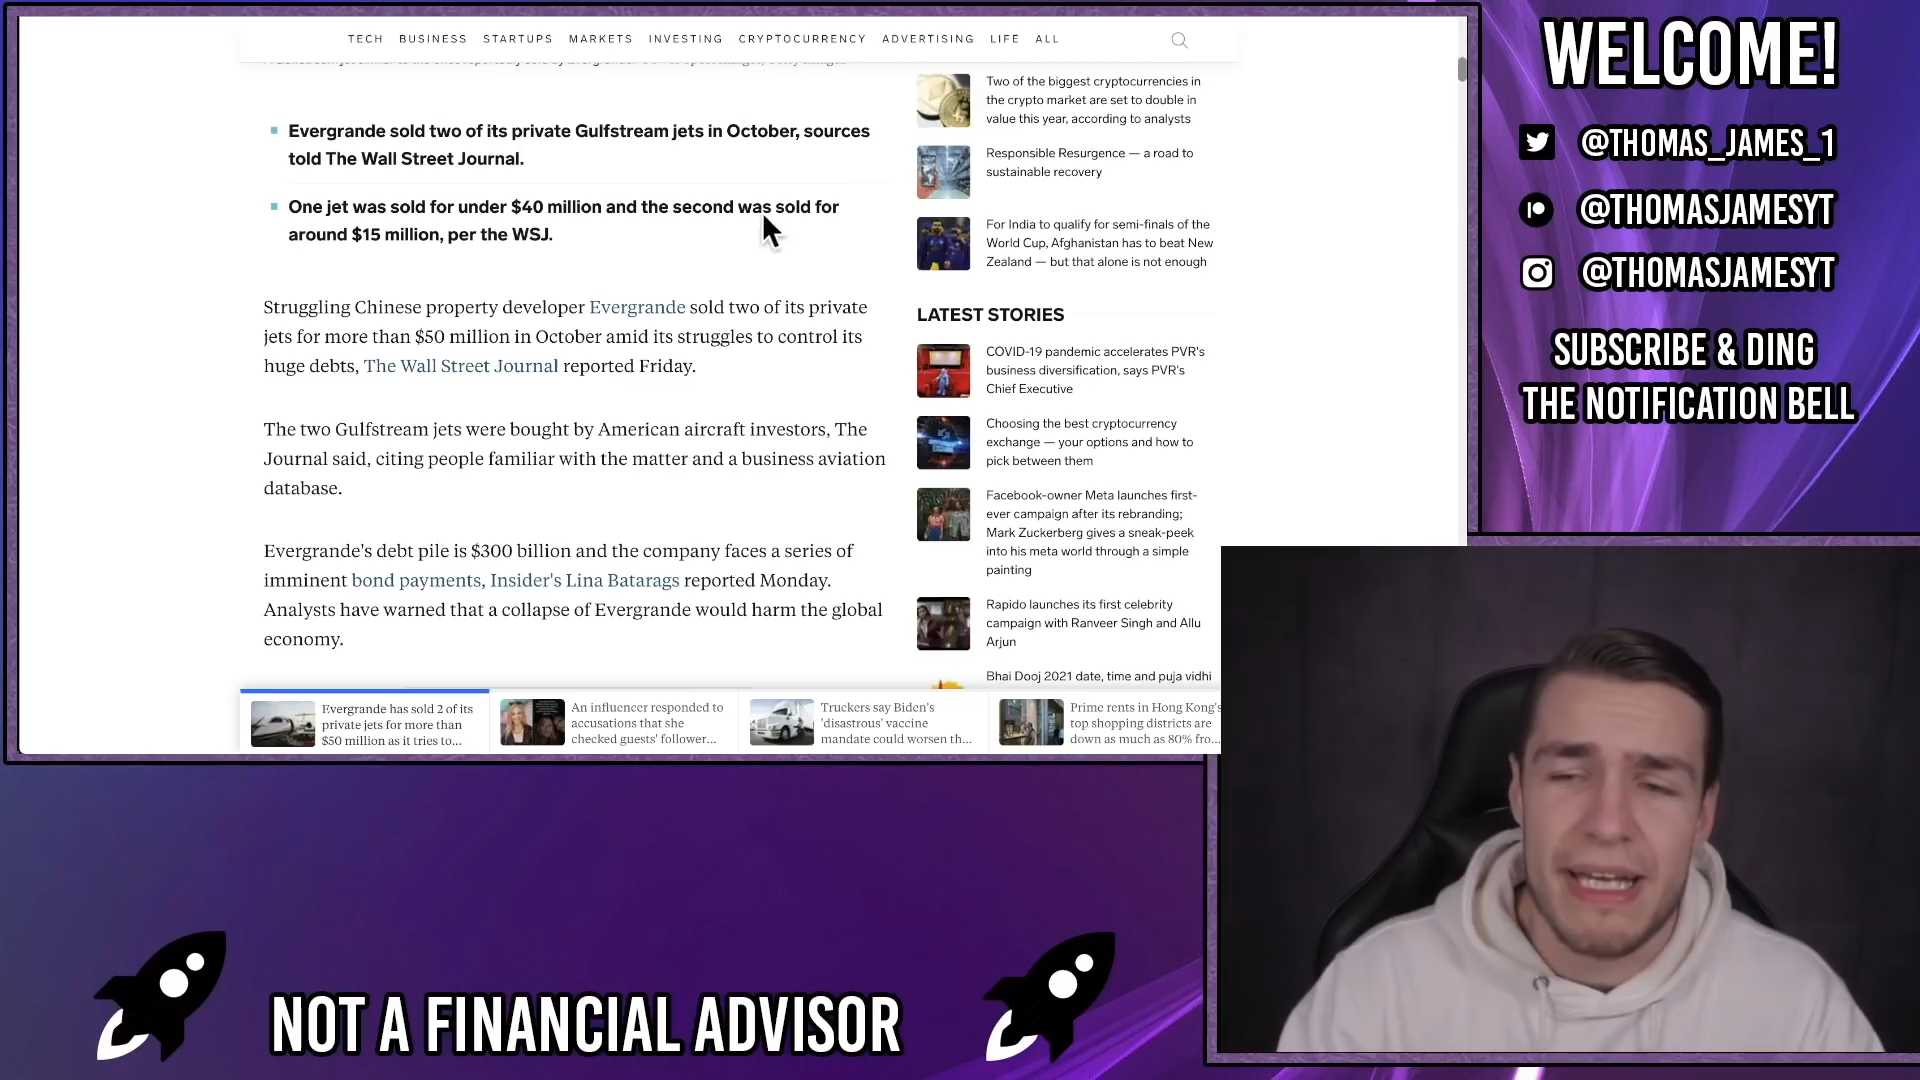 TECH BUSINESS STARTUPS MARKETS INVESTING CRYPTOCURRENCY ADVERTISING LIFE ALL
Evergrande sold two of its private Gulfstream jets in October, sources
told The Wall Street Journal.
One jet was sold for under $40 million and the second was sold for
around $15 million, per the WSJ.
Struggling Chinese property developer Evergrande sold two of its private
jets for more than $50 million in October amid its struggles to control its
huge debts, The Wall Street Journal reported Friday.
The two Gulfstream jets were bought by American aircraft investors, The
Journal said, citing people familiar with the matter and a business aviation
database.
Evergrande's debt pile is $300 billion and the company faces a series of
imminent bond payments, Insider's Lina Batarags reported Monday.
Analysts have warned that a collapse of Evergrande would harm the global
economy.
Two of the biggest cryptocurrencies in
the crypto market are set to double in
value this year, according to analysts
Responsible Resurgence — a road to
sustainable recovery
For India to qualify for semi-finals of the
World Cup, Afghanistan has to beat New
Zealand — but that alone is not enough
LATEST STORIES
COVID-19 pandemic accelerates PVR's
business diversification, says PVR's
Chief Executive
Choosing the best cryptocurrency
exchange — your options and how to
pick between them
Facebook-owner Meta launches first-
ever campaign after its rebranding;
Mark Zuckerberg gives a sneak-peek
into his meta world through a simple
painting
Rapido launches its first celebrity
campaign with Ranveer Singh and Allu
Arjun
Bhai Dooj 2021 date, time and puja vidhi
Evergrande has sold 2 of its
private jets for more than
$50 million as it tries to...
An influencer responded to
accusations that she
checked guests' follower...
Truckers say Biden's
'disastrous' vaccine
mandate could worsen th...
Prime rents in Hong Kong's
top shopping districts are
down as much as 80% fro...
WELCOME!
@THOMAS_JAMES_1
@THOMASJAMESYT
@THOMASJAMESYT
SUBSCRIBE & DING
THE NOTIFICATION BELL
NOT A FINANCIAL ADVISOR